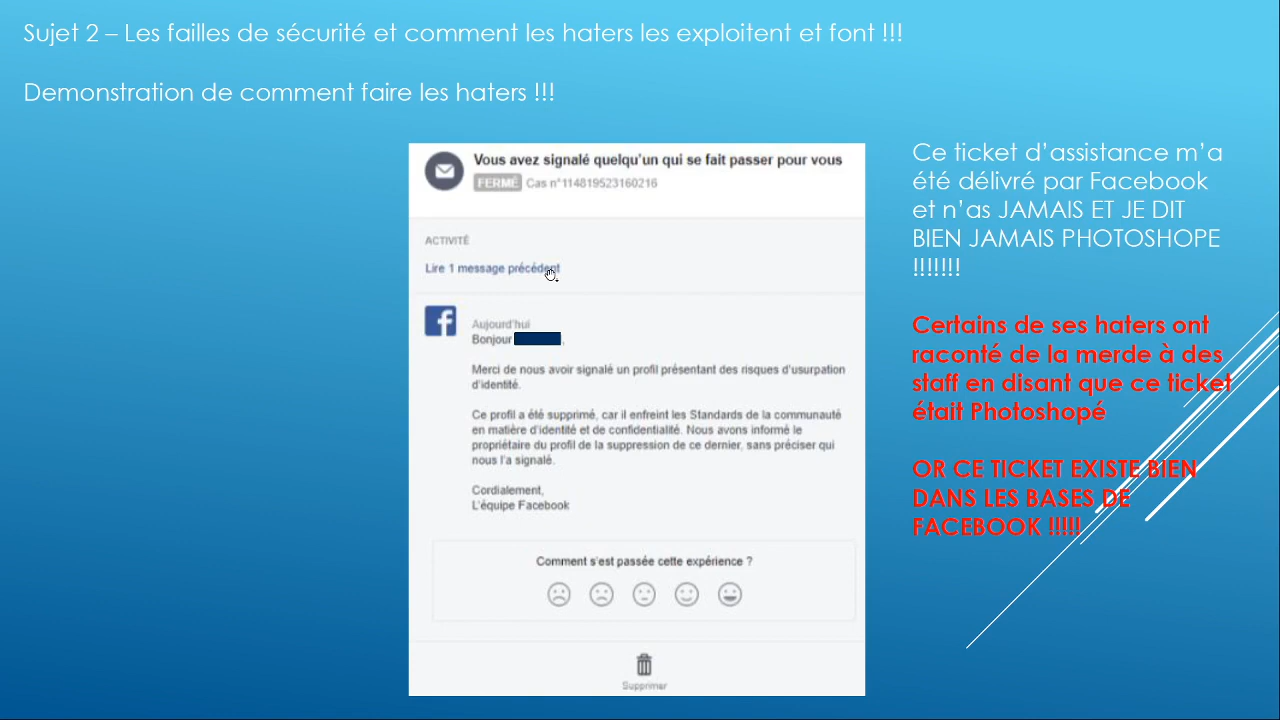 Sujet 2 – Les failles de sécurité et comment les haters les exploitent et font !!!
Demonstration de comment faire les haters !!!
Vous avez signalé quelqu'un qui se fait passer pour vous
FERMÉ Cas n°114819523160216
ACTIVITÉ
Lire 1 message précédent
Aujourd'hui
Bonjour ,
Merci de nous avoir signalé un profil présentant des risques d'usurpation
d'identité.
Ce profil a été supprimé, car il enfreint les Standards de la communauté
en matière d'identité et de confidentialité. Nous avons informé le
propriétaire du profil de la suppression de ce dernier, sans préciser qui
nous l'a signalé.
Cordialement,
L'équipe Facebook
Comment s'est passée cette expérience ?
Supprimer
Ce ticket d'assistance m'a
été délivré par Facebook
et n'as JAMAIS ET JE DIT
BIEN JAMAIS PHOTOSHOPE
!!!!!!!
Certains de ses haters ont
raconté de la merde à des
staff en disant que ce ticket
était Photoshopé
OR CE TICKET EXISTE BIEN
DANS LES BASES DE
FACEBOOK !!!!!